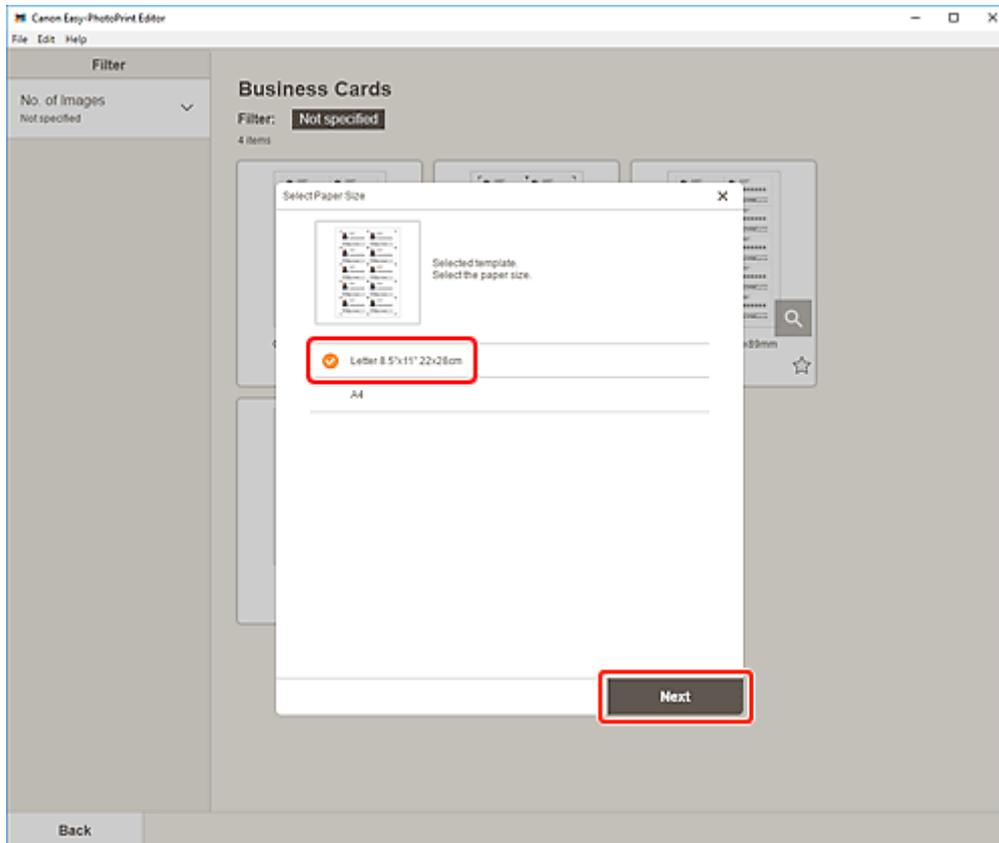 Canon Easy-PhotoPrint Editor
File Edit Help
Filter
No. of Images
Not specified
Business Cards
Filter: Not specified
4 items
Select Paper Size
Selected template.
Select the paper size.
Letter 8.5"x11" 22x28cm
A4
x89mm
Next
Back